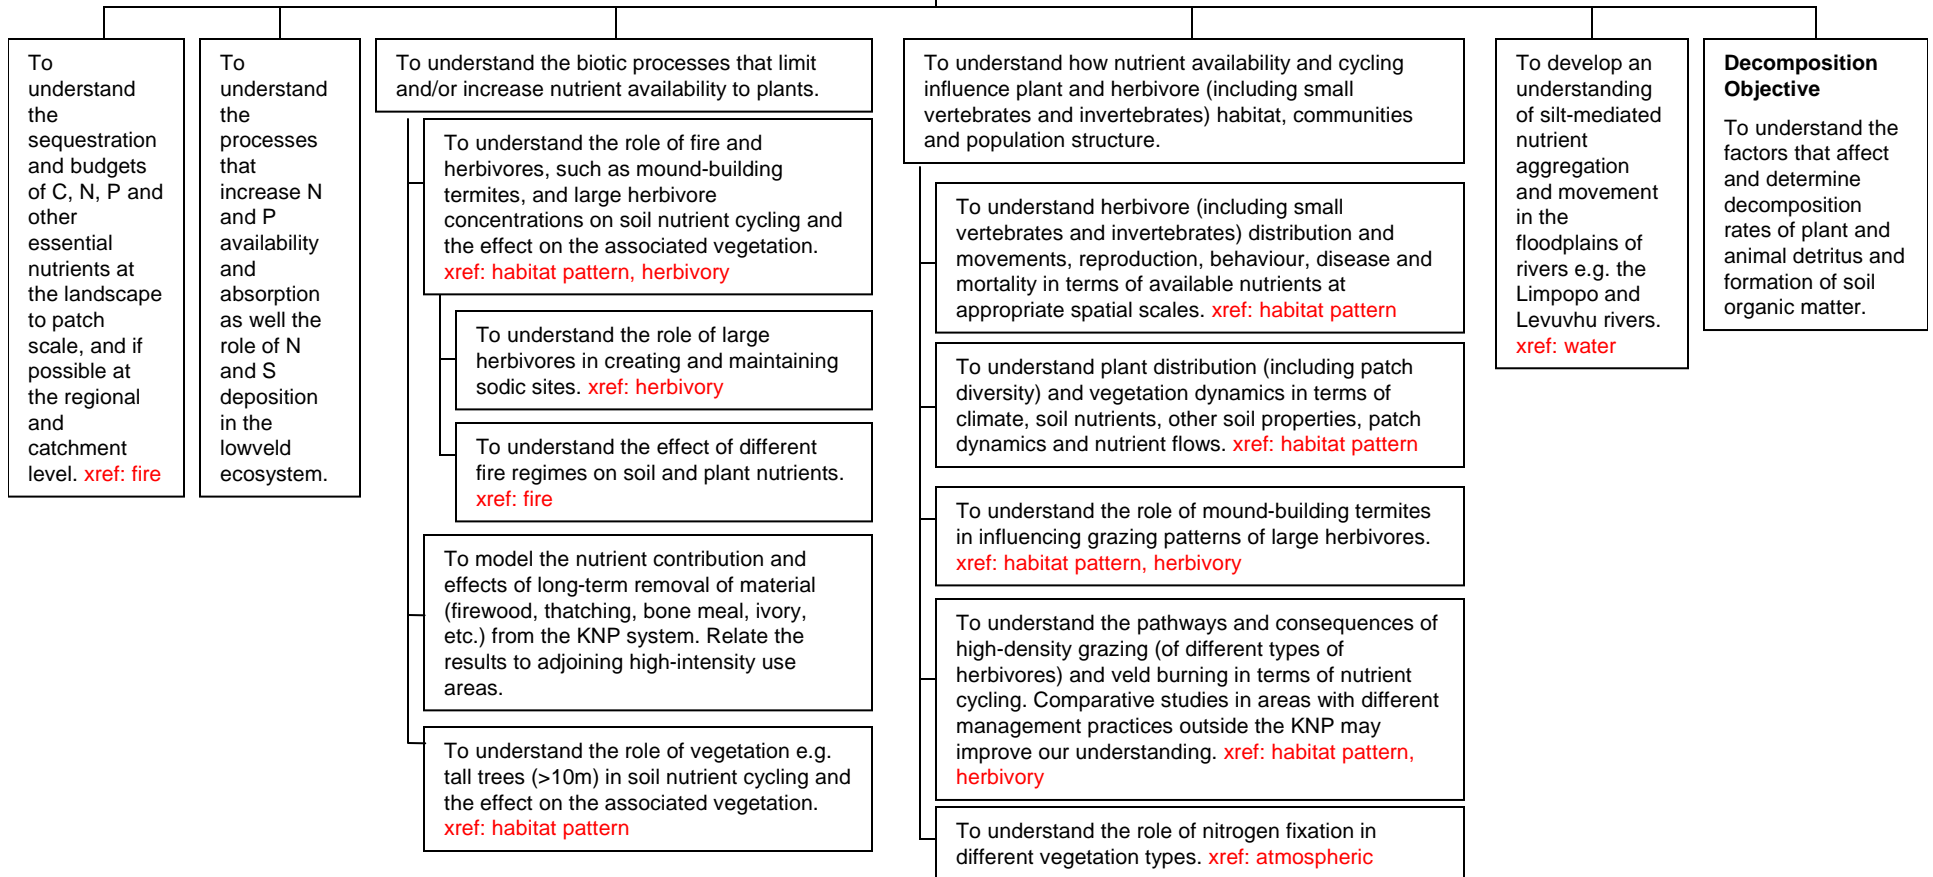 To
understand
the
sequestration
and budgets
of C, N, P and
other
essential
nutrients at
the landscape
to patch
scale, and if
possible at
the regional
and
catchment
level. xref: fire
To
understand
the
processes
that
increase N
and P
availability
and
absorption
as well the
role of N
and S
deposition
in the
lowveld
ecosystem.
To understand the biotic processes that limit
and/or increase nutrient availability to plants.
To understand the role of fire and
herbivores, such as mound-building
termites, and large herbivore
concentrations on soil nutrient cycling and
the effect on the associated vegetation.
xref: habitat pattern, herbivory
To understand the role of large
herbivores in creating and maintaining
sodic sites. xref: herbivory
To understand the effect of different
fire regimes on soil and plant nutrients.
xref: fire
To model the nutrient contribution and
effects of long-term removal of material
(firewood, thatching, bone meal, ivory,
etc.) from the KNP system. Relate the
results to adjoining high-intensity use
areas.
To understand the role of vegetation e.g.
tall trees (>10m) in soil nutrient cycling and
the effect on the associated vegetation.
xref: habitat pattern
To understand how nutrient availability and cycling
influence plant and herbivore (including small
vertebrates and invertebrates) habitat, communities
and population structure.
To understand herbivore (including small
vertebrates and invertebrates) distribution and
movements, reproduction, behaviour, disease and
mortality in terms of available nutrients at
appropriate spatial scales. xref: habitat pattern
To understand plant distribution (including patch
diversity) and vegetation dynamics in terms of
climate, soil nutrients, other soil properties, patch
dynamics and nutrient flows. xref: habitat pattern
To understand the role of mound-building termites
in influencing grazing patterns of large herbivores.
xref: habitat pattern, herbivory
To understand the pathways and consequences of
high-density grazing (of different types of
herbivores) and veld burning in terms of nutrient
cycling. Comparative studies in areas with different
management practices outside the KNP may
improve our understanding. xref: habitat pattern,
herbivory
To understand the role of nitrogen fixation in
different vegetation types. xref: atmospheric
To develop an
understanding
of silt-mediated
nutrient
aggregation
and movement
in the
floodplains of
rivers e.g. the
Limpopo and
Levuvhu rivers.
xref: water
Decomposition
Objective
To understand the
factors that affect
and determine
decomposition
rates of plant and
animal detritus and
formation of soil
organic matter.